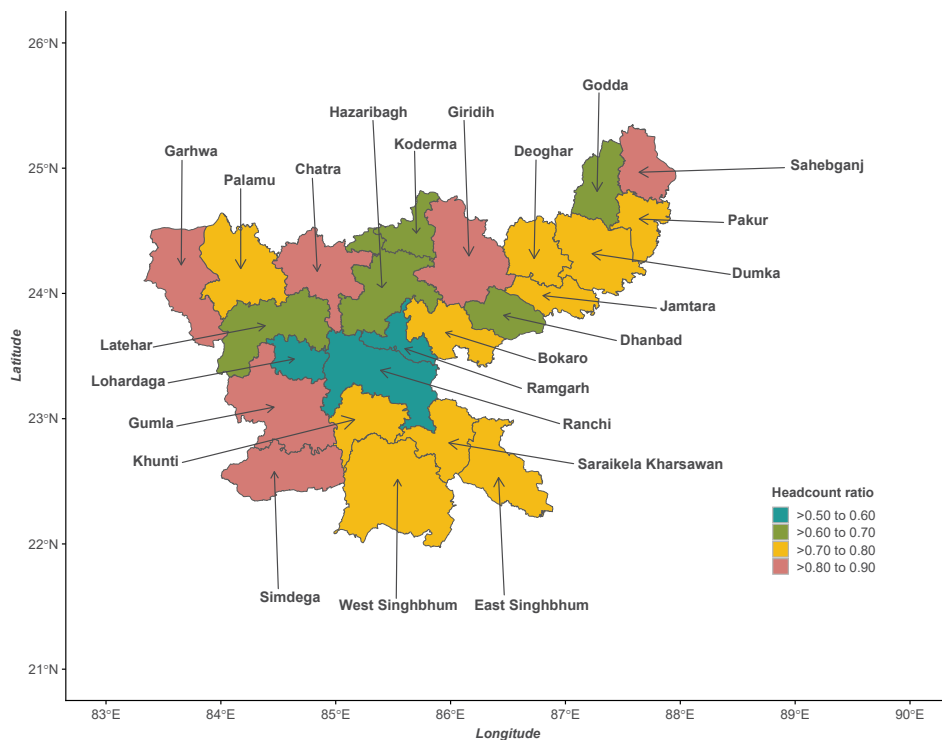 26°N
Godda
Hazaribagh
Giridih
Koderma
Garhwa
Deoghar
Chatra
Sahebganj
25°N
Palamu
Pakur
Dumka
24°N
Jamtara
Latehar
Dhanbad
Bokaro
Lohardaga
Ramgarh
Gumla
Ranchi
23°N
Khunti
Saraikela Kharsawan
Latitude
Headcount ratio
>0.50 to 0.60
>0.60 to 0.70
22°N
>0.70 to 0.80
>0.80 to 0.90
Simdega
West Singhbhum
East Singhbhum
21°N
83°E 84°E 85°E 86°E 87°E 88°E 89°E 90°E
Longitude